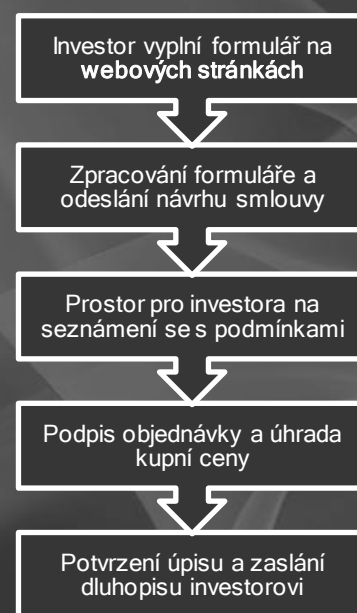 Investor vyplní formulář na
webových stránkách
Zpracování formuláře a
odeslání návrhu smlouvy
Prostor pro investora na
seznámení se s podmínkami
Podpis objednávky a úhrada
kupní ceny
Potvrzení úpisu a zaslání
dluhopisu investorovi